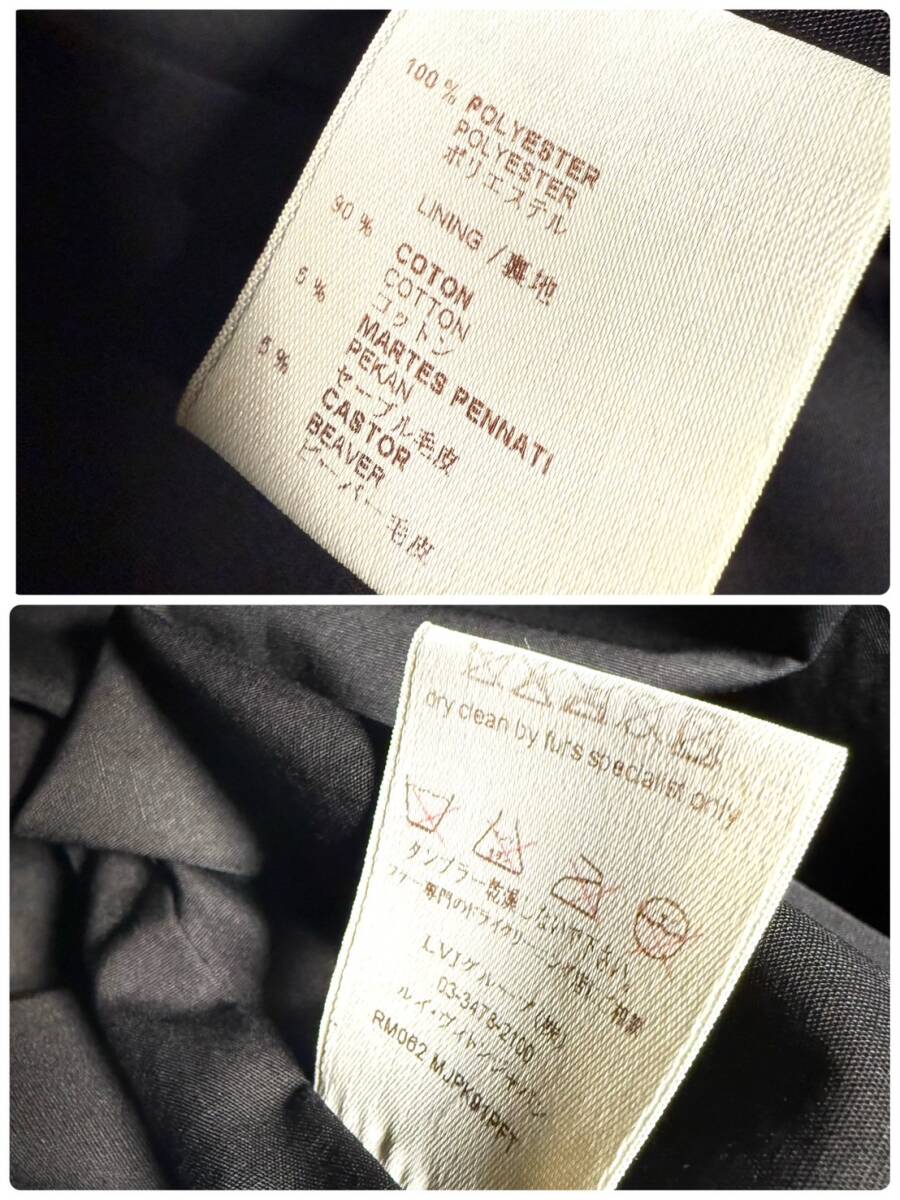 100 % POLYESTER
POLYESTER
ポリエステル
LINING / 裏地
90 % COTON
COTTON
コットン
5 % MARTES PENNATI
PEKAN
セーブル毛皮
5 % CASTOR
BEAVER
ビーバー毛皮
dry clean by furs specialist only
タンブラー乾燥しないで下さい。
ファー専門のドライクリーニング
LVJグループ(株)
03-3478-2100
ルイ・ヴィトンジャパン
RM062 MJPK01PFT